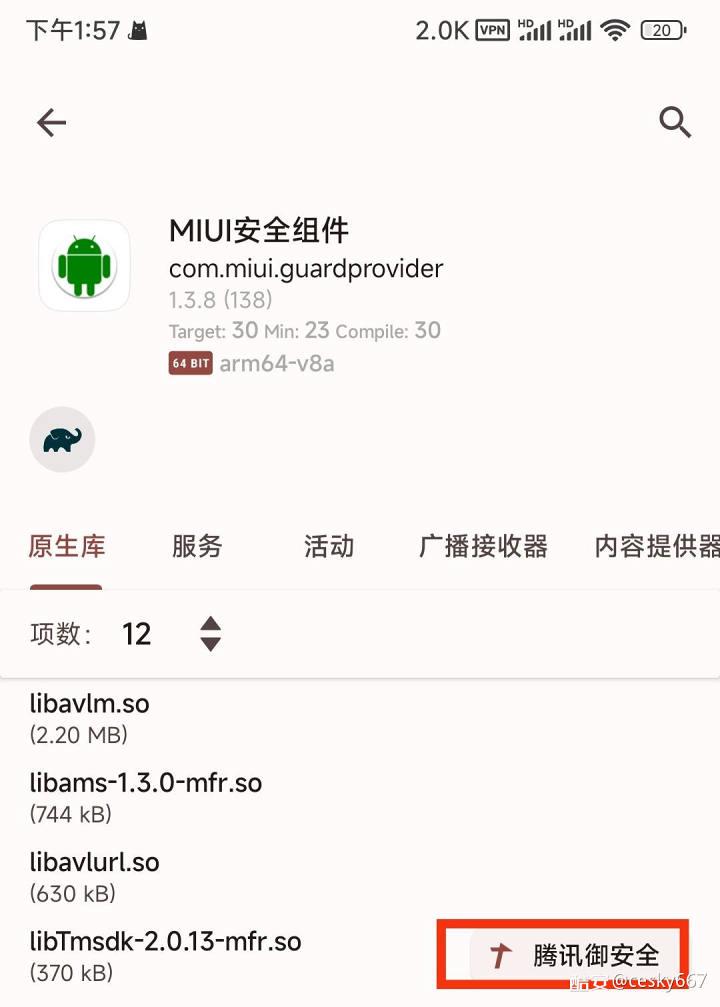 下午1:57
2.0K VPN HD HD 20
MIUI安全组件
com.miui.guardprovider
1.3.8 (138)
Target: 30 Min: 23 Compile: 30
64 BIT arm64-v8a
原生库 服务 活动 广播接收器 内容提供器
项数： 12
libavlm.so
(2.20 MB)
libams-1.3.0-mfr.so
(744 kB)
libavlurl.so
(630 kB)
libTmsdk-2.0.13-mfr.so
(370 kB)
腾讯御安全
酷安 @cesky667